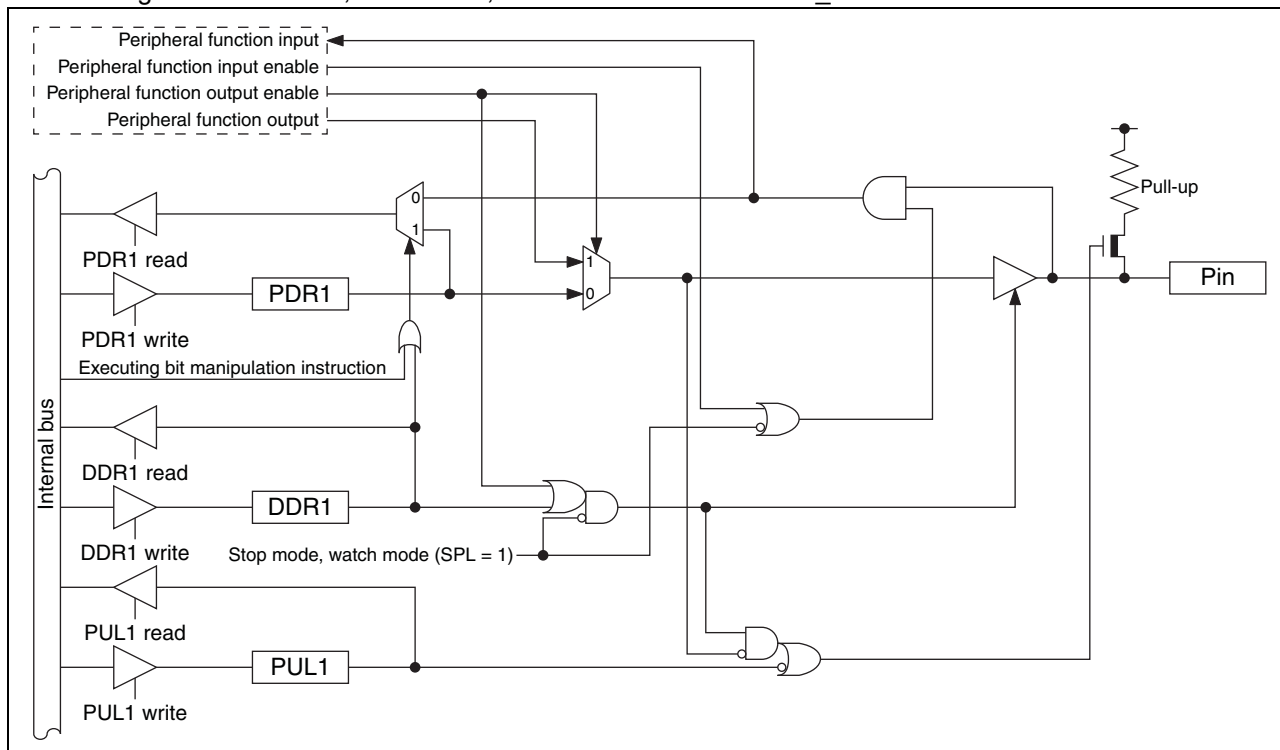 Peripheral function input
Peripheral function input enable
Peripheral function output enable
Peripheral function output
Pull-up
0
1
PDR1 read
1
PDR1
0
Pin
PDR1 write
Executing bit manipulation instruction
Internal bus
DDR1 read
DDR1
DDR1 write
Stop mode, watch mode (SPL = 1)
PUL1 read
PUL1
PUL1 write